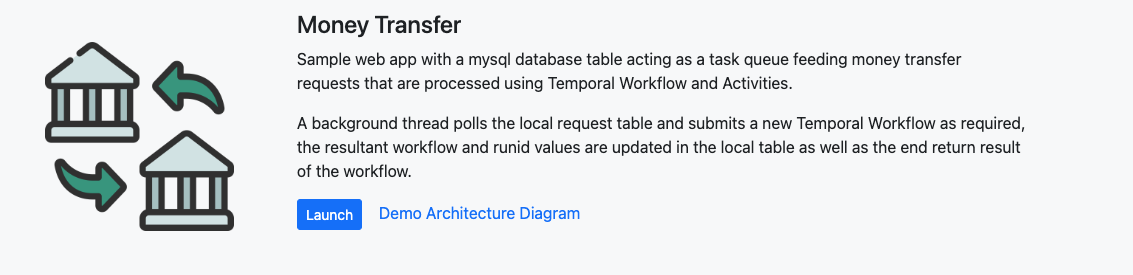 Money Transfer
Sample web app with a mysql database table acting as a task queue feeding money transfer
requests that are processed using Temporal Workflow and Activities.
A background thread polls the local request table and submits a new Temporal Workflow as required,
the resultant workflow and runid values are updated in the local table as well as the end return result
of the workflow.
Launch Demo Architecture Diagram